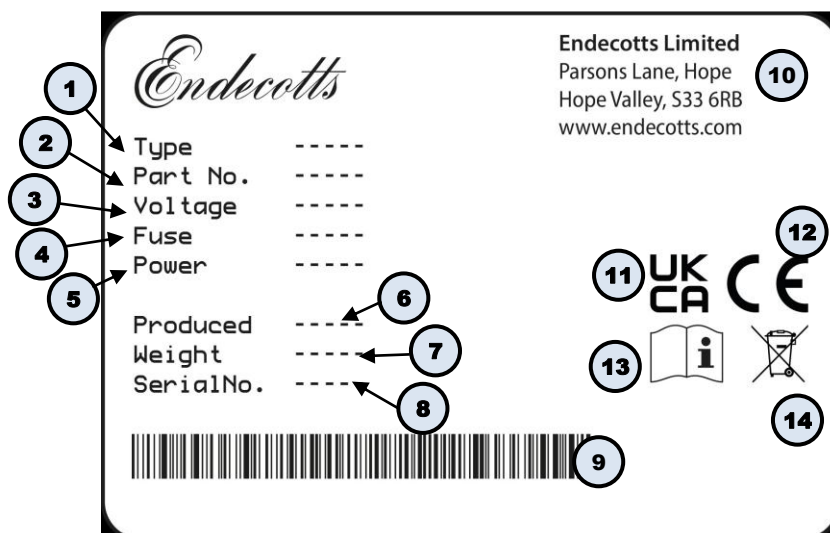 Endecotts
Endecotts Limited
Parsons Lane, Hope
Hope Valley, S33 6RB
www.endecotts.com
10
1
2
3
4
5
Type -----
Part No. -----
Voltage -----
Fuse -----
Power -----
6
7
8
Produced -----
Weight -----
SerialNo. -----
9
11
UK
CA
CE
12
13
i
14